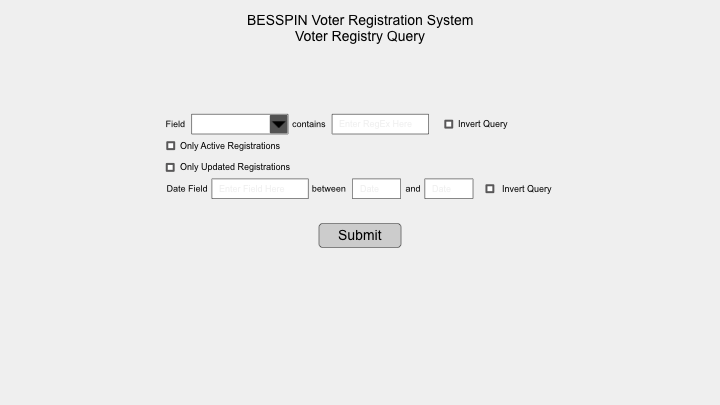 BESSPIN Voter Registration System
Voter Registry Query
Field contains Enter RegEx Here Invert Query
Only Active Registrations
Only Updated Registrations
Date Field Enter Field Here between Date and Date Invert Query
Submit